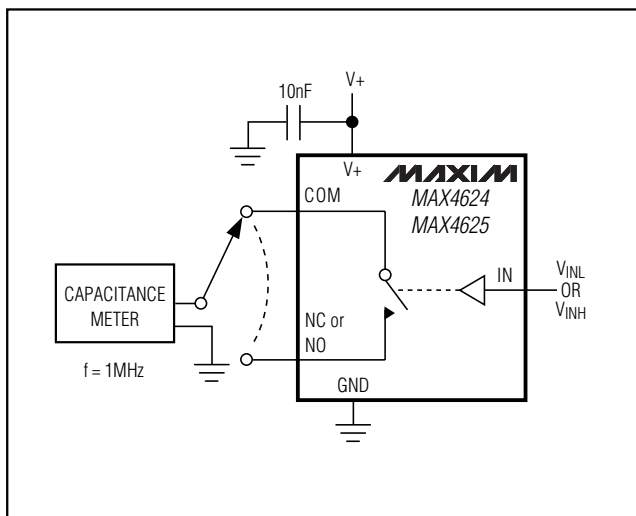 V+
10nF
V+
MAXIM
MAX4624
MAX4625
COM
IN
VINL
OR
VINH
CAPACITANCE
METER
NC or
NO
f = 1MHz
GND